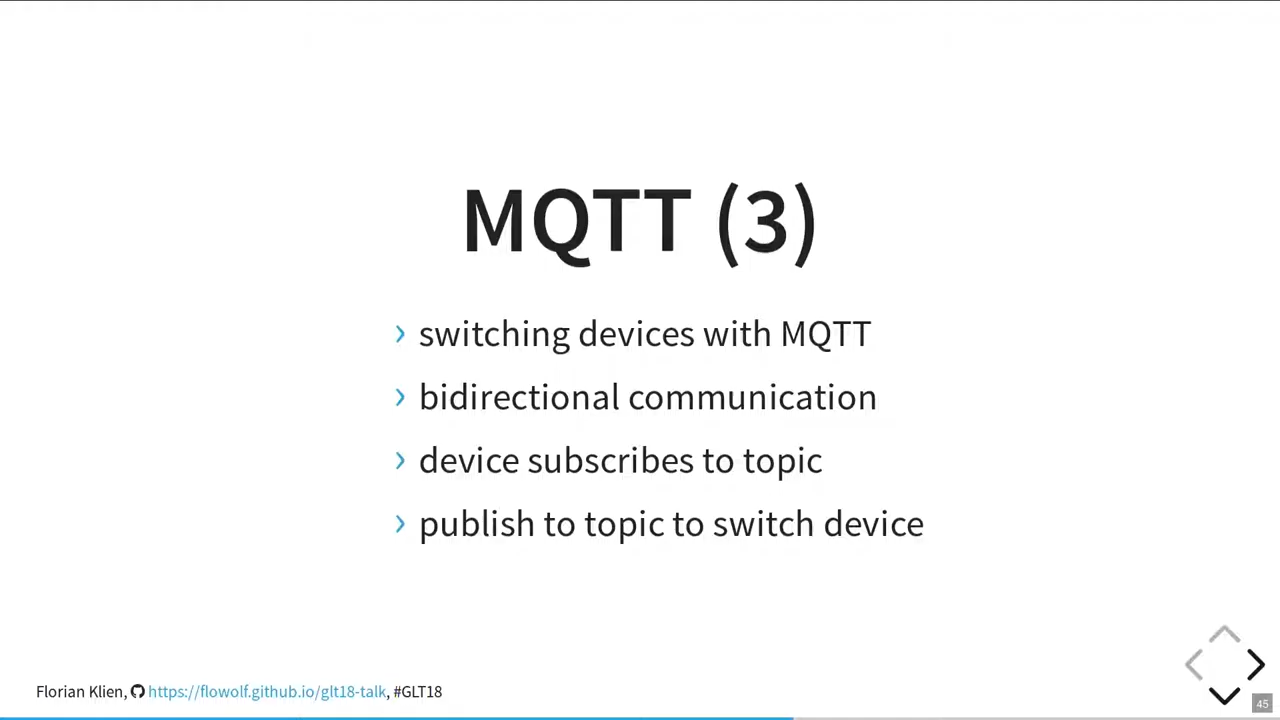 MQTT (3)
switching devices with MQTT
bidirectional communication
device subscribes to topic
publish to topic to switch device
Florian Klien, https://flowolf.github.io/glt18-talk, #GLT18
45